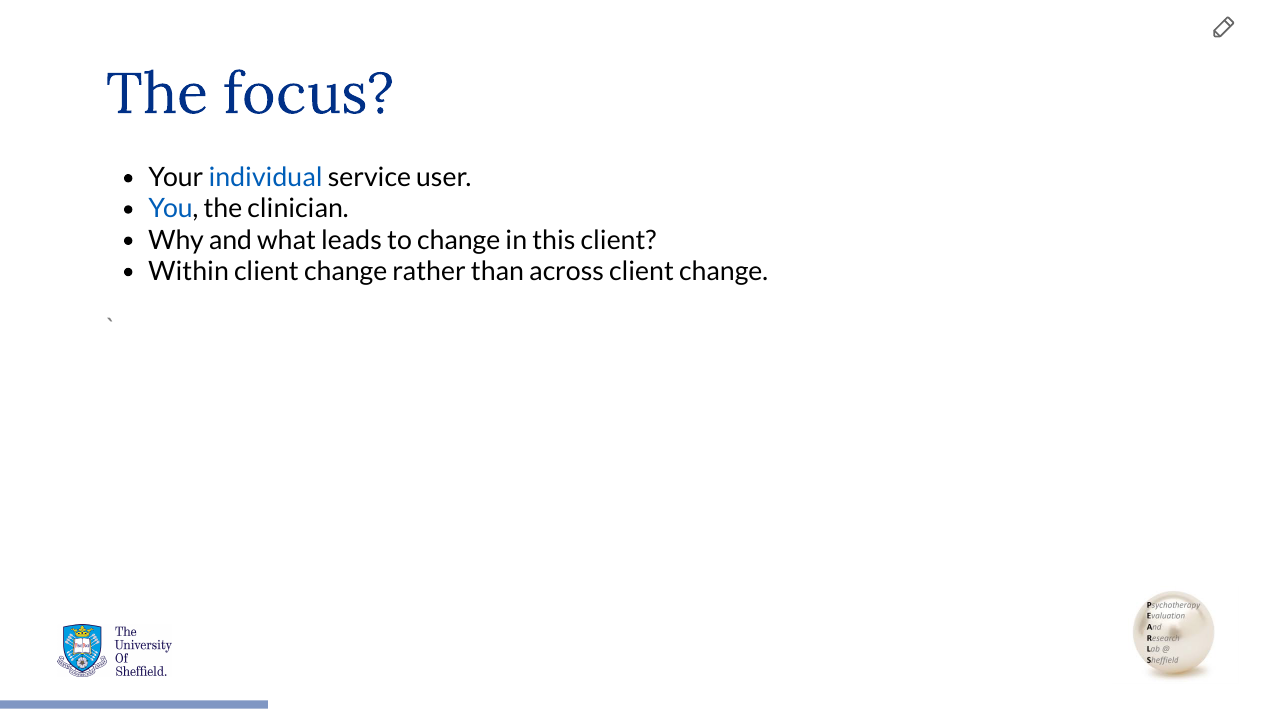 The focus?
• Your individual service user.
• You, the clinician.
• Why and what leads to change in this client?
• Within client change rather than across client change.
`
The
University
Of
Sheffield.
Psychotherapy
Evaluation
And
Research
Lab @
Sheffield